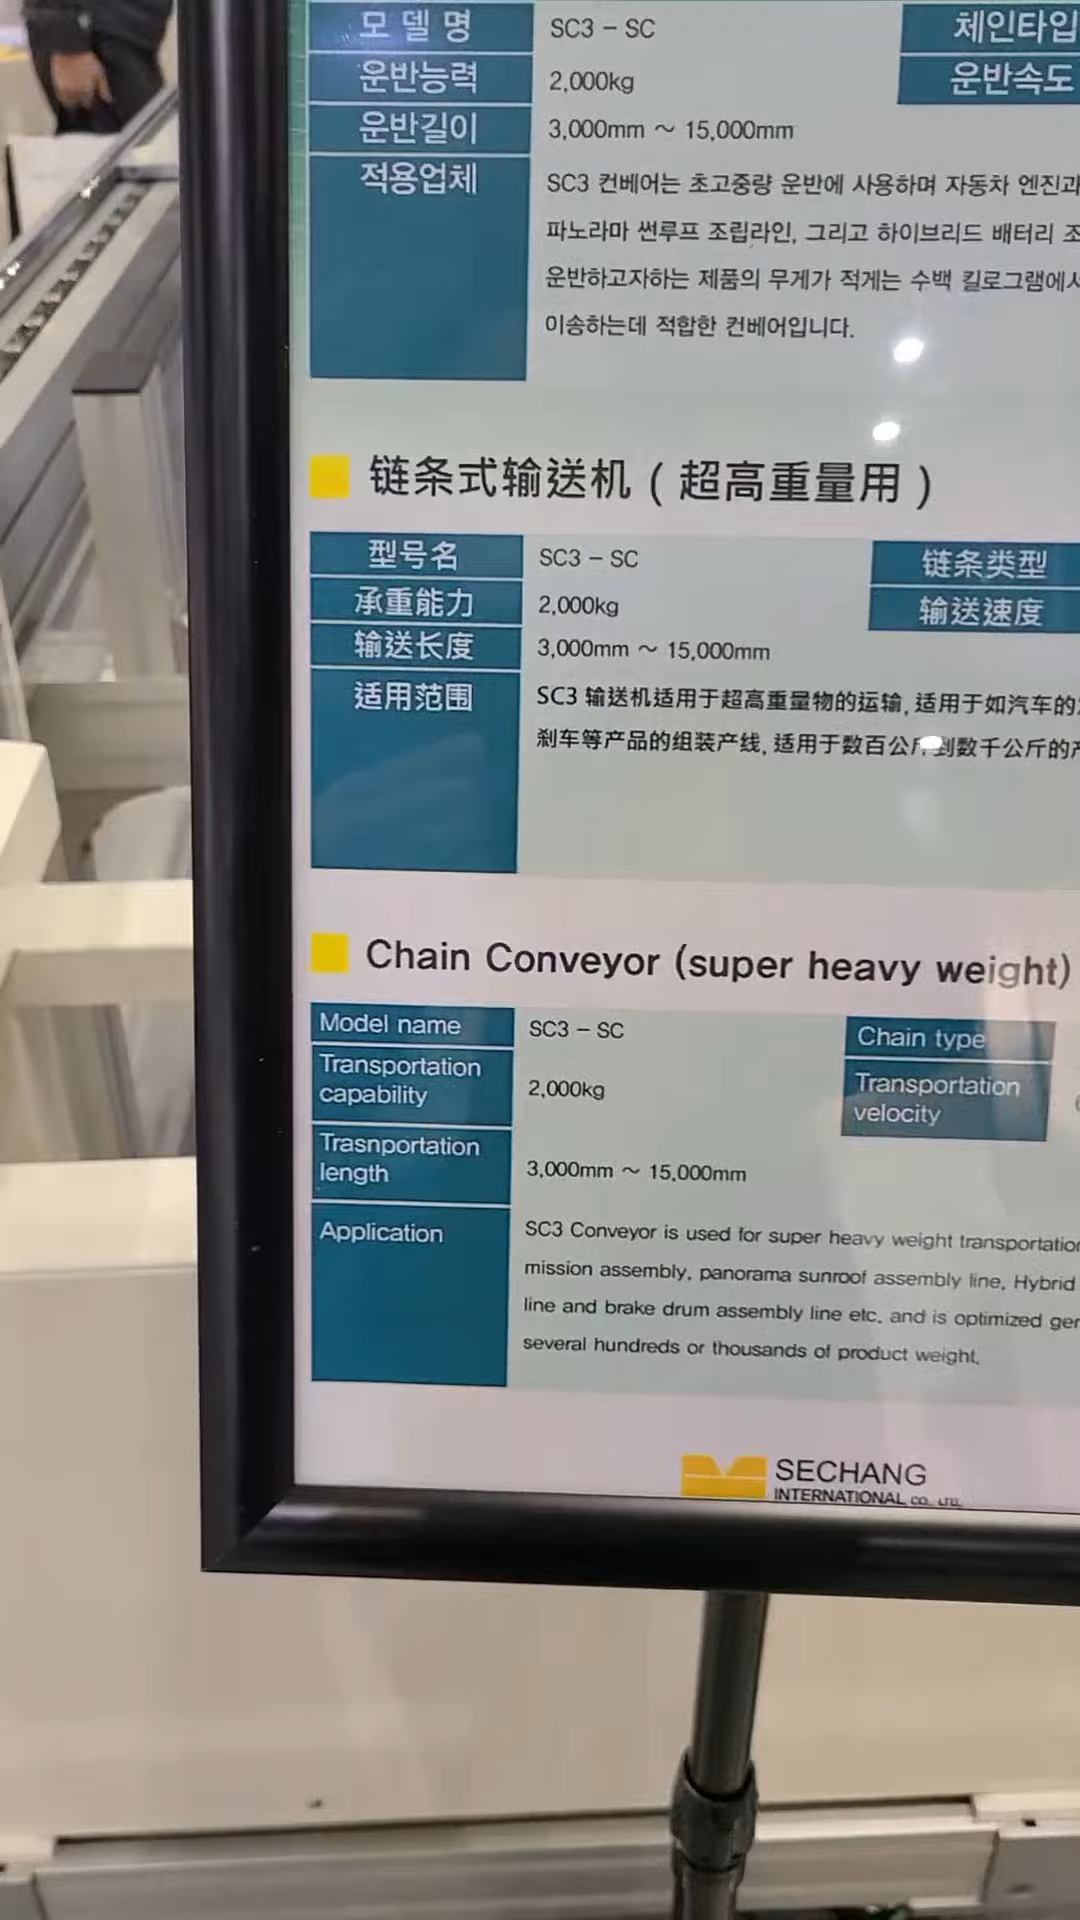 모 델 명 SC3 - SC 체인타입
운반능력 2,000kg 운반속도
운반길이 3,000mm ~ 15,000mm
적용업체 SC3 컨베어는 초고중량 운반에 사용하며 자동차 엔진과
파노라마 썬루프 조립라인, 그리고 하이브리드 배터리
운반하고자하는 제품의 무게가 적게는 수백 킬로그램에서
이송하는데 적합한 컨베어입니다.
链条式输送机 ( 超高重量用 )
型号名 SC3 - SC 链条类型
承重能力 2,000kg 输送速度
输送长度 3,000mm ~ 15,000mm
适用范围 SC3 输送机适用于超高重量物的运输, 适用于如汽车的
刹车等产品的组装产线, 适用于数百公斤到数千公斤的
Chain Conveyor (super heavy weight)
Model name SC3 - SC Chain type
Transportation capability 2,000kg Transportation velocity
Trasnportation length 3,000mm ~ 15,000mm
Application SC3 Conveyor is used for super heavy weight transportation
mission assembly, panorama sunroof assembly line, Hybrid
line and brake drum assembly line etc. and is optimized
several hundreds or thousands of product weight.
SECHANG
INTERNATIONAL CO., LTD.